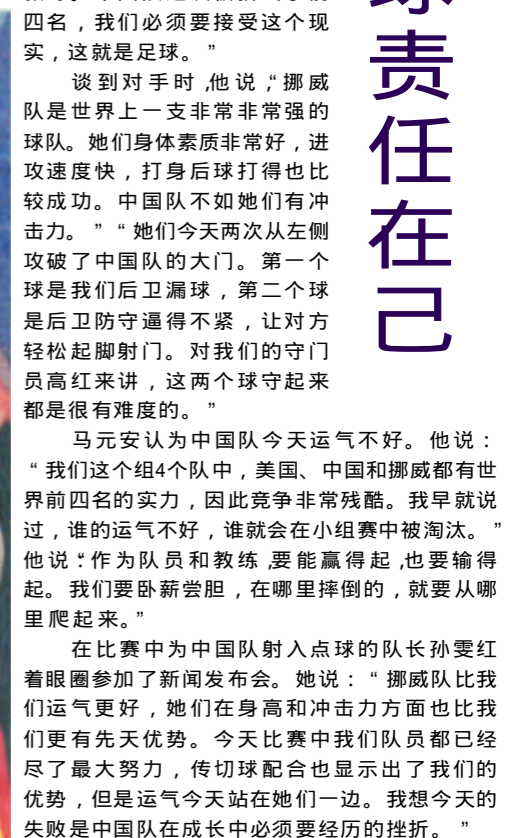 四名，我们必须要接受这个现
实，这就是足球。”
谈到对手时,他说,“挪威
队是世界上一支非常非常强的
球队。她们身体素质非常好，进
攻速度快，打身后球打得也比
较成功。中国队不如她们有冲
击力。”“她们今天两次从左侧
攻破了中国队的大门。第一个
球是我们后卫漏球，第二个球
是后卫防守逼得不紧，让对方
轻松起脚射门。对我们的守门
员高红来讲，这两个球守起来
都是很有难度的。”
马元安认为中国队今天运气不好。他说：
“我们这个组4个队中，美国、中国和挪威都有世
界前四名的实力，因此竞争非常残酷。我早就说
过，谁的运气不好，谁就会在小组赛中被淘汰。”
他说:“作为队员和教练,要能赢得起,也要输得
起。我们要卧薪尝胆，在哪里摔倒的，就要从哪
里爬起来。”
在比赛中为中国队射入点球的队长孙雯红
着眼圈参加了新闻发布会。她说：“挪威队比我
们运气更好，她们在身高和冲击力方面也比我
们更有先天优势。今天比赛中我们队员都已经
尽了最大努力，传切球配合也显示出了我们的
优势，但是运气今天站在她们一边。我想今天的
失败是中国队在成长中必须要经历的挫折。”
责任在己